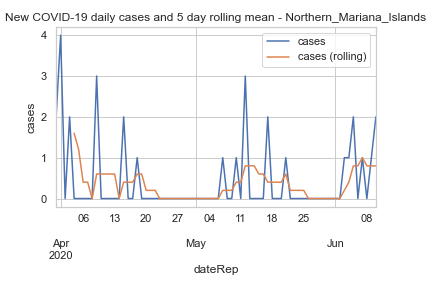 New COVID-19 daily cases and 5 day rolling mean - Northern_Mariana_Islands
cases
cases (rolling)
4
3
2
1
0
cases
06 13 20 27 04 11 18 25 08
Apr May Jun
2020
dateRep